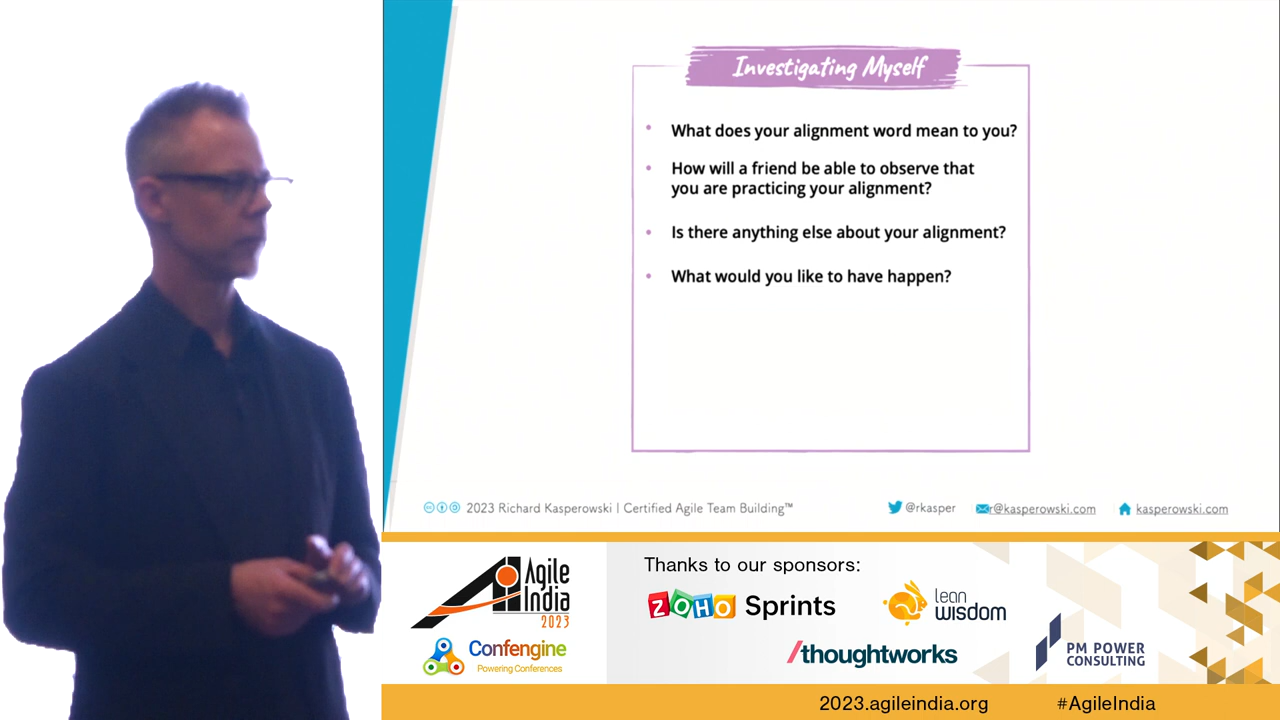 Investigating Myself
What does your alignment word mean to you?
How will a friend be able to observe that
you are practicing your alignment?
Is there anything else about your alignment?
What would you like to have happen?
2023 Richard Kasperowski | Certified Agile Team Building™
@rkasper
r@kasperowski.com
kasperowski.com
Agile
India
2023
Confengine
Powering Conferences
Thanks to our sponsors:
ZOHO Sprints
lean
wisdom
/thoughtworks
PM POWER
CONSULTING
2023.agileindia.org
#AgileIndia